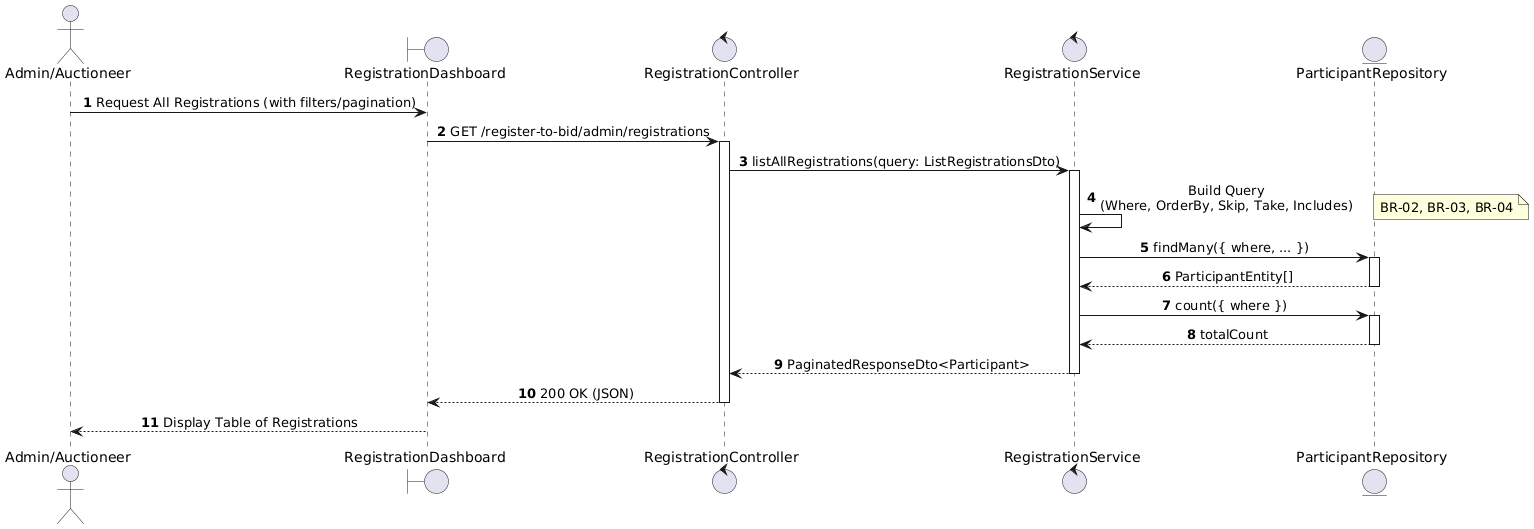 Admin/Auctioneer RegistrationDashboard RegistrationController RegistrationService ParticipantRepository
1 Request All Registrations (with filters/pagination)
2 GET /register-to-bid/admin/registrations
3 listAllRegistrations(query: ListRegistrationsDto)
4 Build Query
(Where, OrderBy, Skip, Take, Includes)
BR-02, BR-03, BR-04
5 findMany({ where, ... })
6 ParticipantEntity[]
7 count({ where })
8 totalCount
9 PaginatedResponseDto<Participant>
10 200 OK (JSON)
11 Display Table of Registrations
Admin/Auctioneer RegistrationDashboard RegistrationController RegistrationService ParticipantRepository